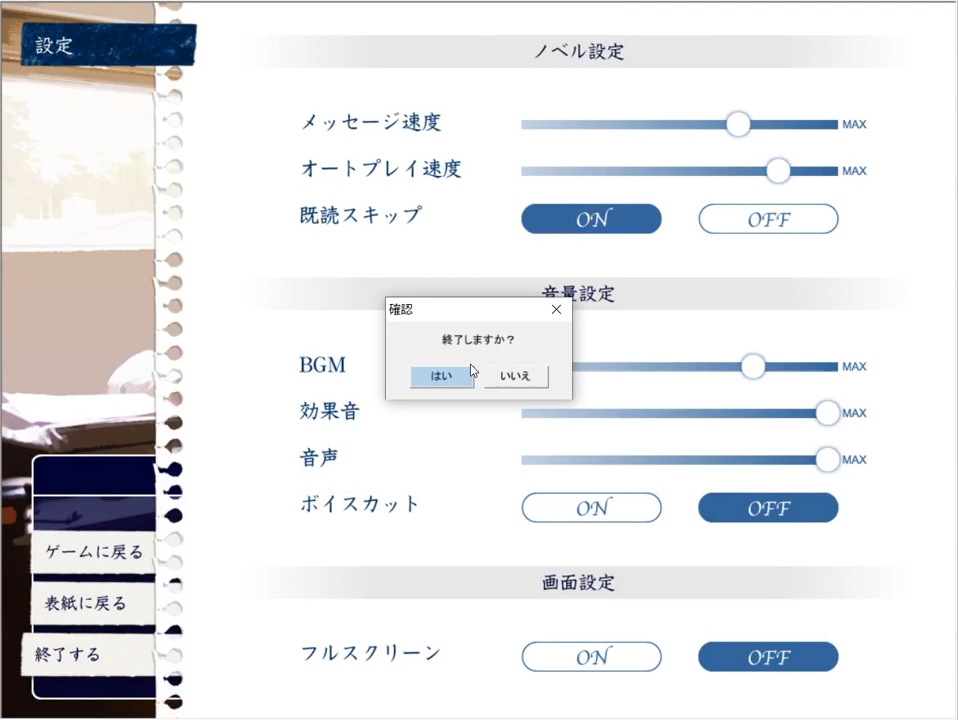 設定
ノベル設定
メッセージ速度
MAX
オートプレイ速度
MAX
既読スキップ
ON
OFF
音量設定
確認
終了しますか？
はい
いいえ
BGM
MAX
効果音
MAX
音声
MAX
ボイスカット
ON
OFF
ゲームに戻る
表紙に戻る
終了する
画面設定
フルスクリーン
ON
OFF